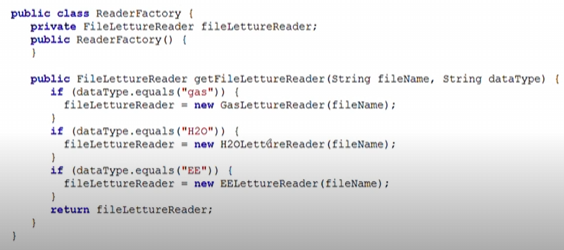 public class ReaderFactory {
private FileLettureReader fileLettureReader;
public ReaderFactory() {
}
public FileLettureReader getFileLettureReader(String fileName, String dataType) {
if (dataType.equals("gas")) {
fileLettureReader = new GasLettureReader(fileName);
}
if (dataType.equals("H2O")) {
fileLettureReader = new H2OLettureReader(fileName);
}
if (dataType.equals("EE")) {
fileLettureReader = new EELettureReader(fileName);
}
return fileLettureReader;
}
}